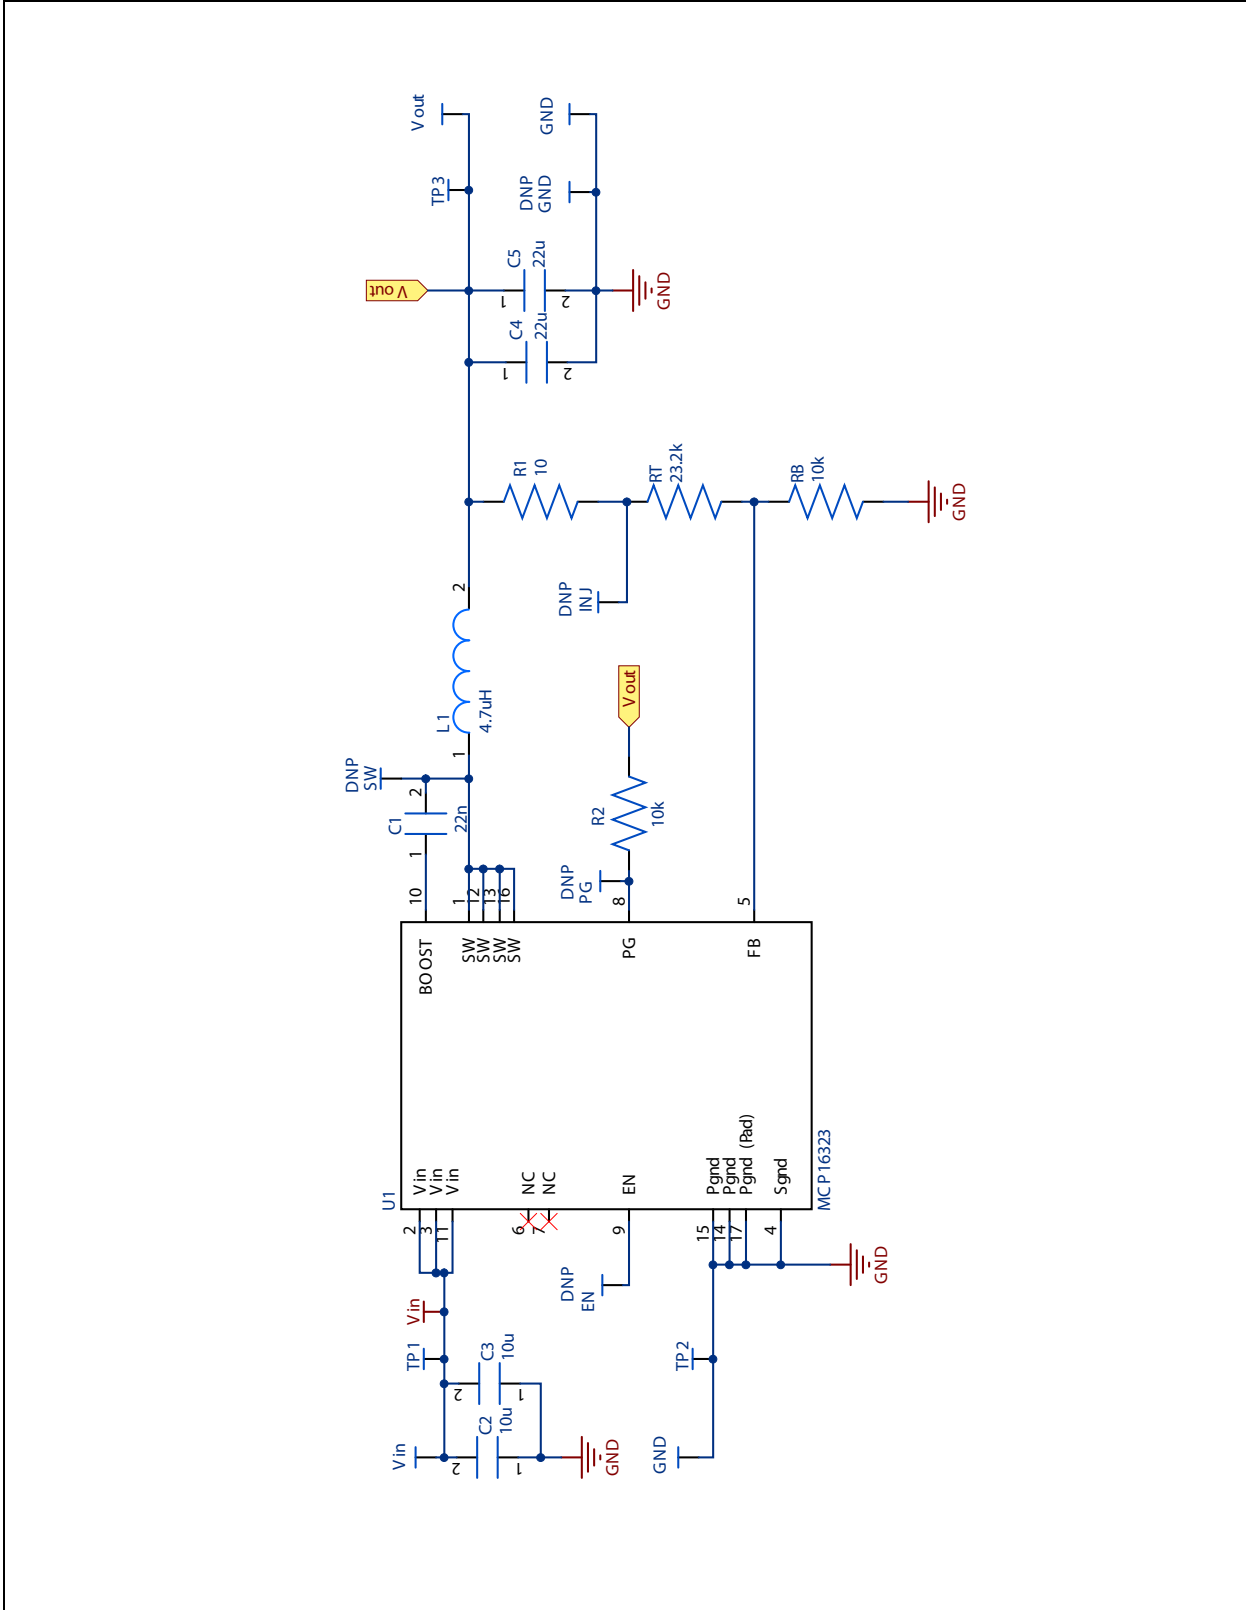 Vin
TP1
Vin
C2
10u
2
1
C3
10u
2
1
GND
GND
TP2
GND
DNP
EN
U1
MCP16323
2
3
11
6
7
9
15
14
17
4
Vin
Vin
Vin
NC
NC
EN
Pgnd
Pgnd
Pgnd (Pad)
Sgnd
BOOST
SW
SW
SW
SW
PG
FB
10
1
12
13
16
8
5
C1
22n
1
2
DNP
SW
L1
4.7uH
1
2
DNP
PG
R2
10k
Vout
DNP
INJ
R1
10
RT
23.2k
RB
10k
GND
C4
22u
1
2
C5
22u
1
2
Vout
GND
TP3
Vout
DNP
GND
GND